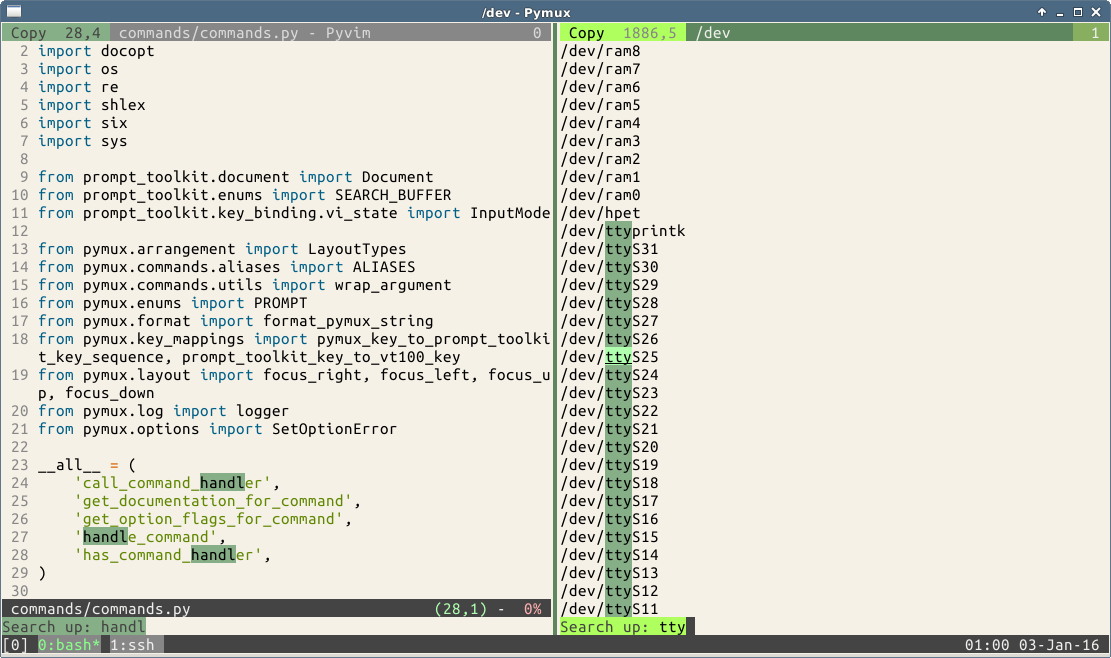 /dev - Pymux
Copy 28,4 commands/commands.py - Pyvim 0
2 import docopt
3 import os
4 import re
5 import shlex
6 import six
7 import sys
8
9 from prompt_toolkit.document import Document
10 from prompt_toolkit.enums import SEARCH_BUFFER
11 from prompt_toolkit.key_binding.vi_state import InputMode
12
13 from pymux.arrangement import LayoutTypes
14 from pymux.commands.aliases import ALIASES
15 from pymux.commands.utils import wrap_argument
16 from pymux.enums import PROMPT
17 from pymux.format import format_pymux_string
18 from pymux.key_mappings import pymux_key_to_prompt_toolki
t_key_sequence, prompt_toolkit_key_to_vt100_key
19 from pymux.layout import focus_right, focus_left, focus_u
p, focus_down
20 from pymux.log import logger
21 from pymux.options import SetOptionError
22
23 __all__ = (
24     'call_command_handler',
25     'get_documentation_for_command',
26     'get_option_flags_for_command',
27     'handle_command',
28     'has_command_handler',
29 )
30
commands/commands.py (28,1) - 0%
Search up: handl
Copy 1886,5 /dev 1
/dev/ram8
/dev/ram7
/dev/ram6
/dev/ram5
/dev/ram4
/dev/ram3
/dev/ram2
/dev/ram1
/dev/ram0
/dev/hpet
/dev/ttyprintk
/dev/ttyS31
/dev/ttyS30
/dev/ttyS29
/dev/ttyS28
/dev/ttyS27
/dev/ttyS26
/dev/ttyS25
/dev/ttyS24
/dev/ttyS23
/dev/ttyS22
/dev/ttyS21
/dev/ttyS20
/dev/ttyS19
/dev/ttyS18
/dev/ttyS17
/dev/ttyS16
/dev/ttyS15
/dev/ttyS14
/dev/ttyS13
/dev/ttyS12
/dev/ttyS11
Search up: tty
[0] 0:bash* 1:ssh 01:00 03-Jan-16